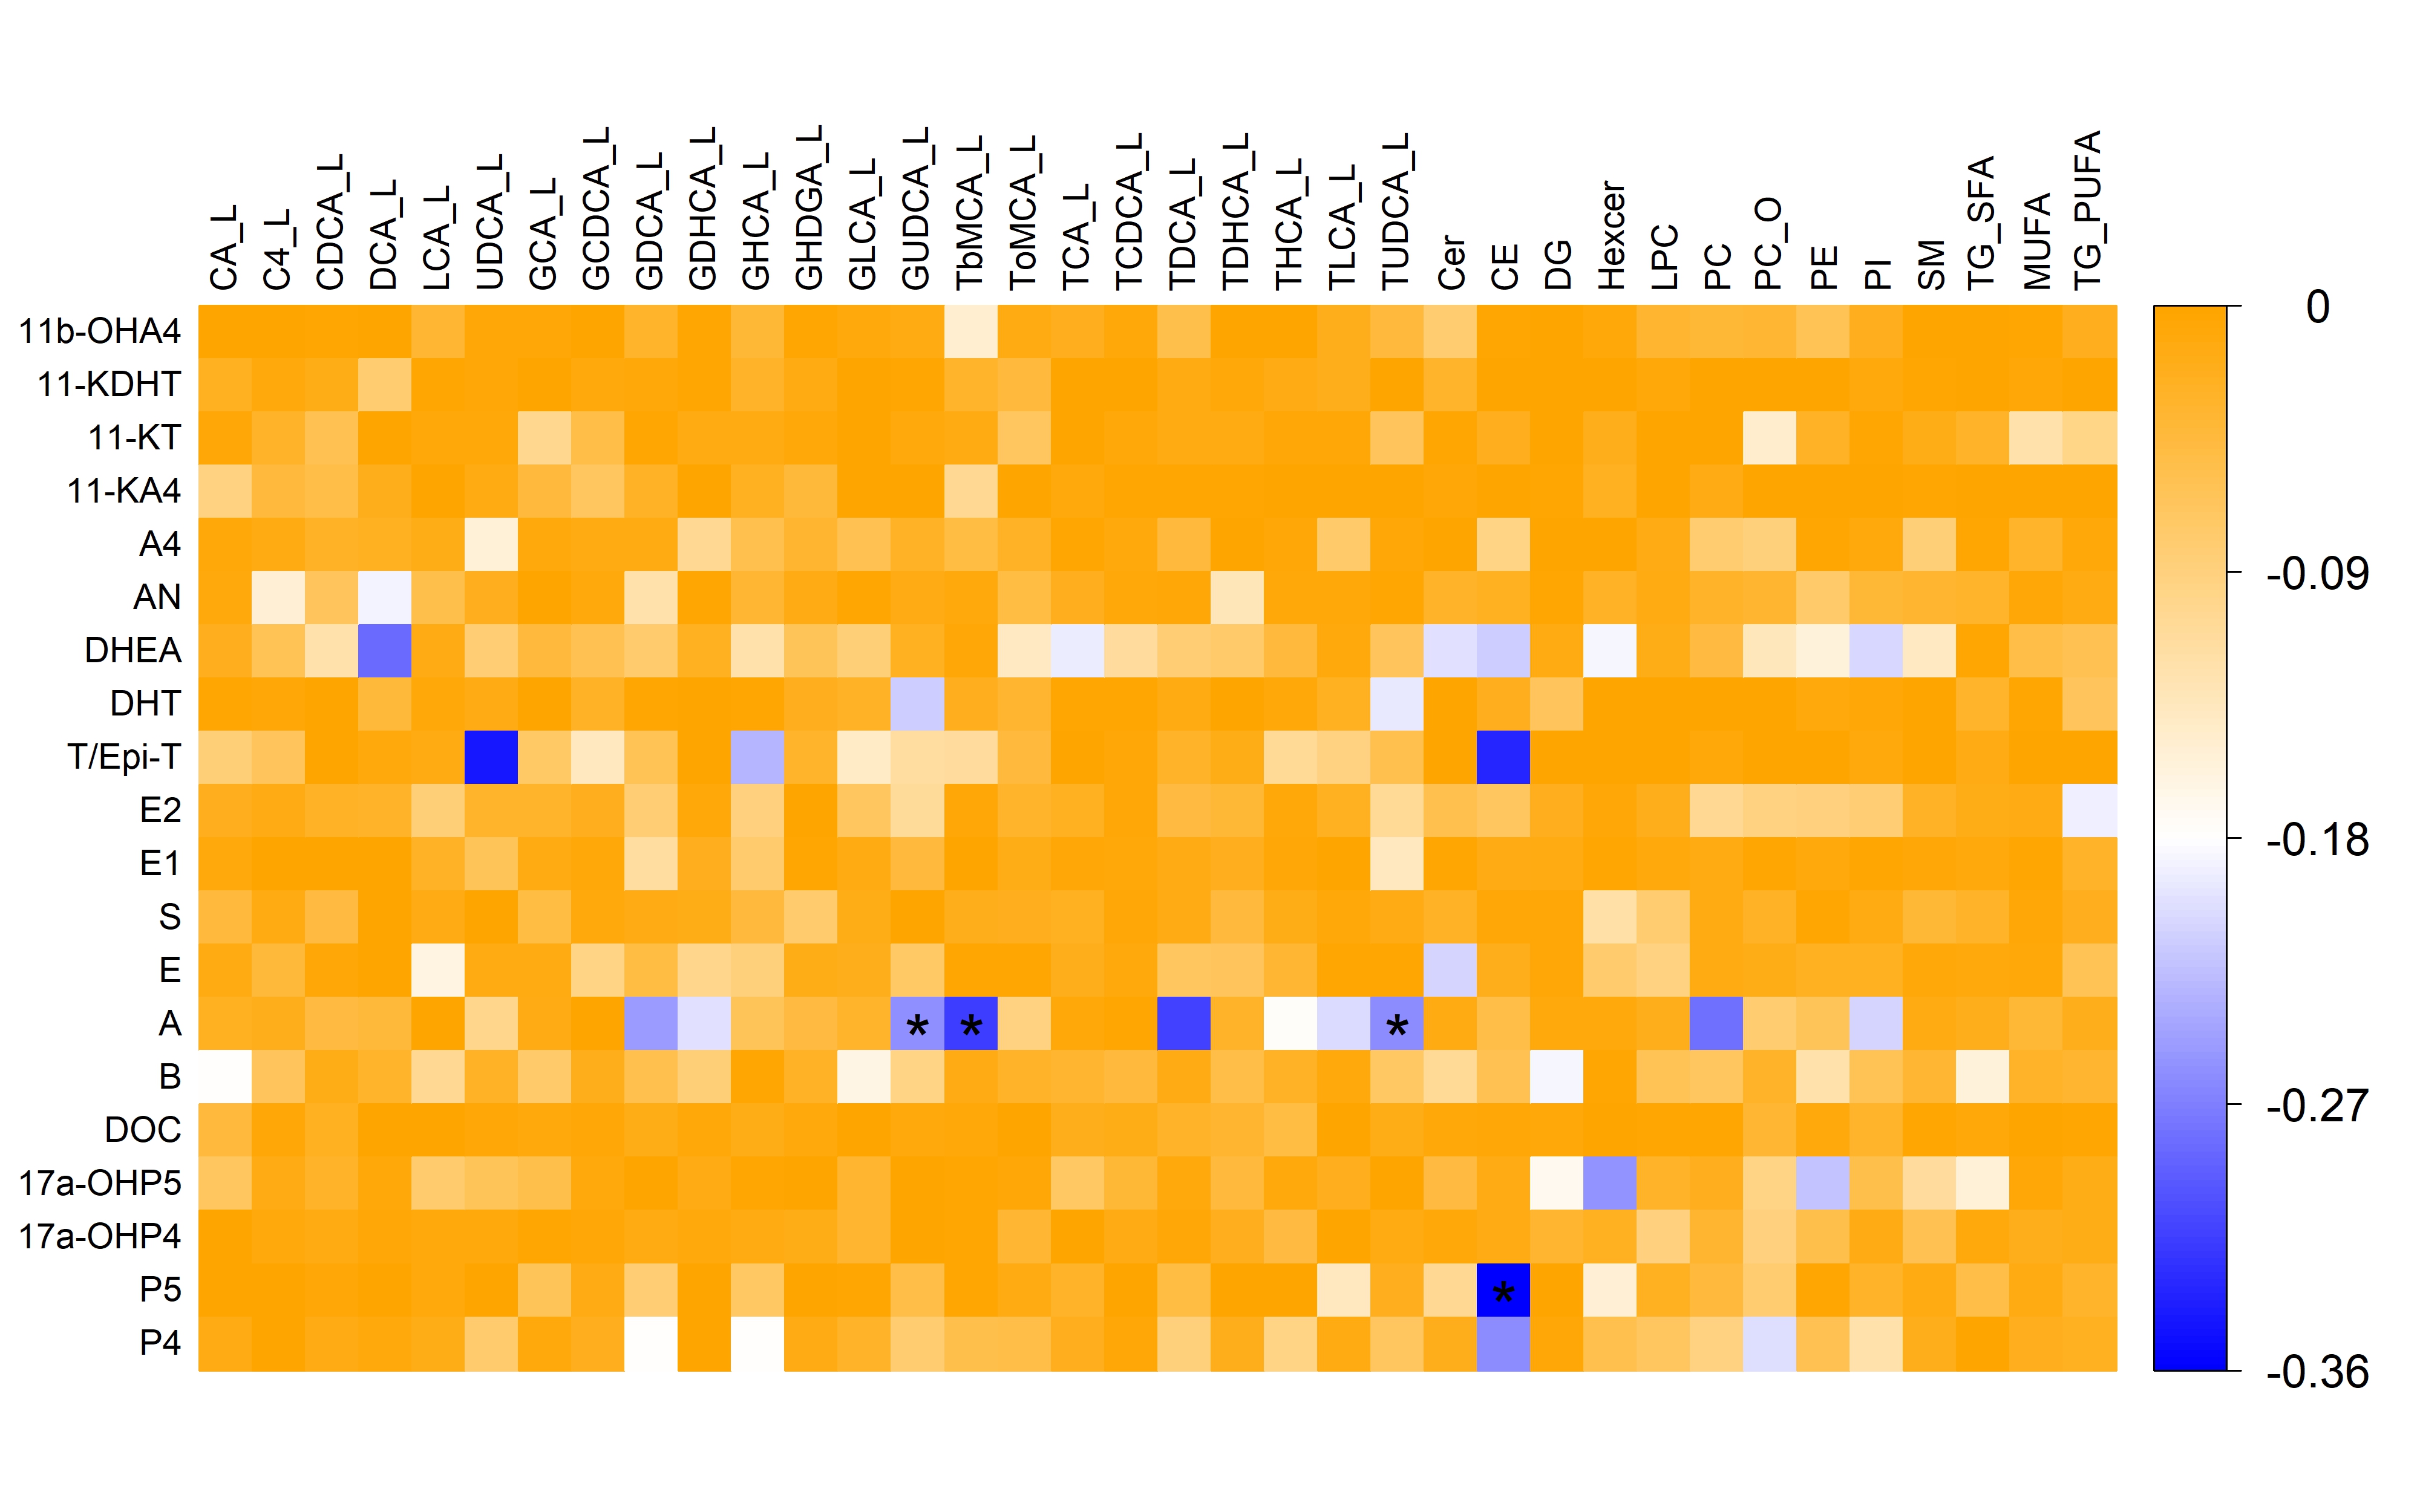 CA_L C4_L CDCA_L DCA_L LCA_L UDCA_L GCA_L GCDCA_L GDCA_L GDHCA_L GHCA_L GHDGA_L GLCA_L GUDCA_L TbMCA_L ToMCA_L TCA_L TCDCA_L TDCA_L TDHCA_L THCA_L TLCA_L TUDCA_L Cer CE DG Hexcer LPC PC PC_O PE PI SM TG_SFA MUFA TG_PUFA
11b-OHA4
11-KDHT
11-KT
11-KA4
A4
AN
DHEA
DHT
T/Epi-T
E2
E1
S
E
A * * *
B
DOC
17a-OHP5
17a-OHP4
P5 *
P4
0
-0.09
-0.18
-0.27
-0.36